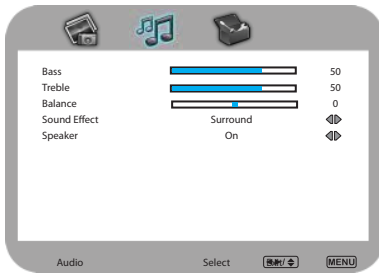 Bass 50
Treble 50
Balance 0
Sound Effect Surround
Speaker On
Audio Select MENU